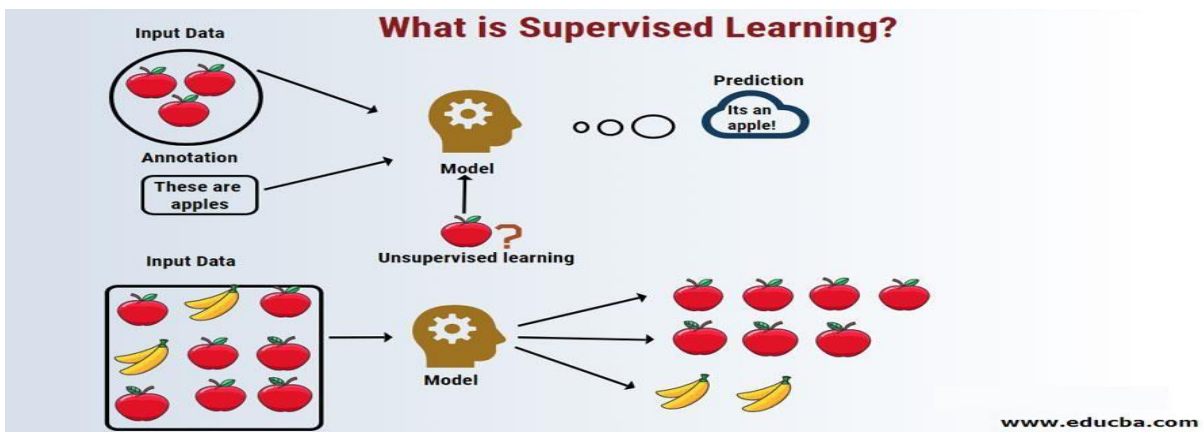 What is Supervised Learning?
Input Data
Prediction
Its an
apple!
Annotation
These are
apples
Model
?
Unsupervised learning
Input Data
Model
www.educba.com